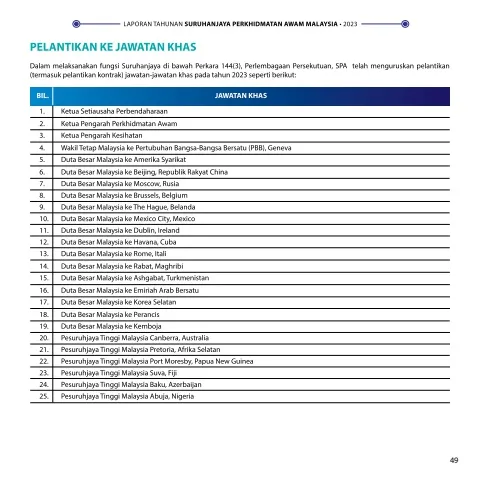 LAPORAN TAHUNAN SURUHANJAYA PERKHIDMATAN AWAM MALAYSIA • 2023
PELANTIKAN KE JAWATAN KHAS
Dalam melaksanakan fungsi Suruhanjaya di bawah Perkara 144(3), Perlembagaan Persekutuan, SPA telah menguruskan pelantikan
(termasuk pelantikan kontrak) jawatan-jawatan khas pada tahun 2023 seperti berikut:
BIL. JAWATAN KHAS
1. Ketua Setiausaha Perbendaharaan
2. Ketua Pengarah Perkhidmatan Awam
3. Ketua Pengarah Kesihatan
4. Wakil Tetap Malaysia ke Pertubuhan Bangsa-Bangsa Bersatu (PBB), Geneva
5. Duta Besar Malaysia ke Amerika Syarikat
6. Duta Besar Malaysia ke Beijing, Republik Rakyat China
7. Duta Besar Malaysia ke Moscow, Rusia
8. Duta Besar Malaysia ke Brussels, Belgium
9. Duta Besar Malaysia ke The Hague, Belanda
10. Duta Besar Malaysia ke Mexico City, Mexico
11. Duta Besar Malaysia ke Dublin, Ireland
12. Duta Besar Malaysia ke Havana, Cuba
13. Duta Besar Malaysia ke Rome, Itali
14. Duta Besar Malaysia ke Rabat, Maghribi
15. Duta Besar Malaysia ke Ashgabat, Turkmenistan
16. Duta Besar Malaysia ke Emiriah Arab Bersatu
17. Duta Besar Malaysia ke Korea Selatan
18. Duta Besar Malaysia ke Perancis
19. Duta Besar Malaysia ke Kemboja
20. Pesuruhjaya Tinggi Malaysia Canberra, Australia
21. Pesuruhjaya Tinggi Malaysia Pretoria, Afrika Selatan
22. Pesuruhjaya Tinggi Malaysia Port Moresby, Papua New Guinea
23. Pesuruhjaya Tinggi Malaysia Suva, Fiji
24. Pesuruhjaya Tinggi Malaysia Baku, Azerbaijan
25. Pesuruhjaya Tinggi Malaysia Abuja, Nigeria
49